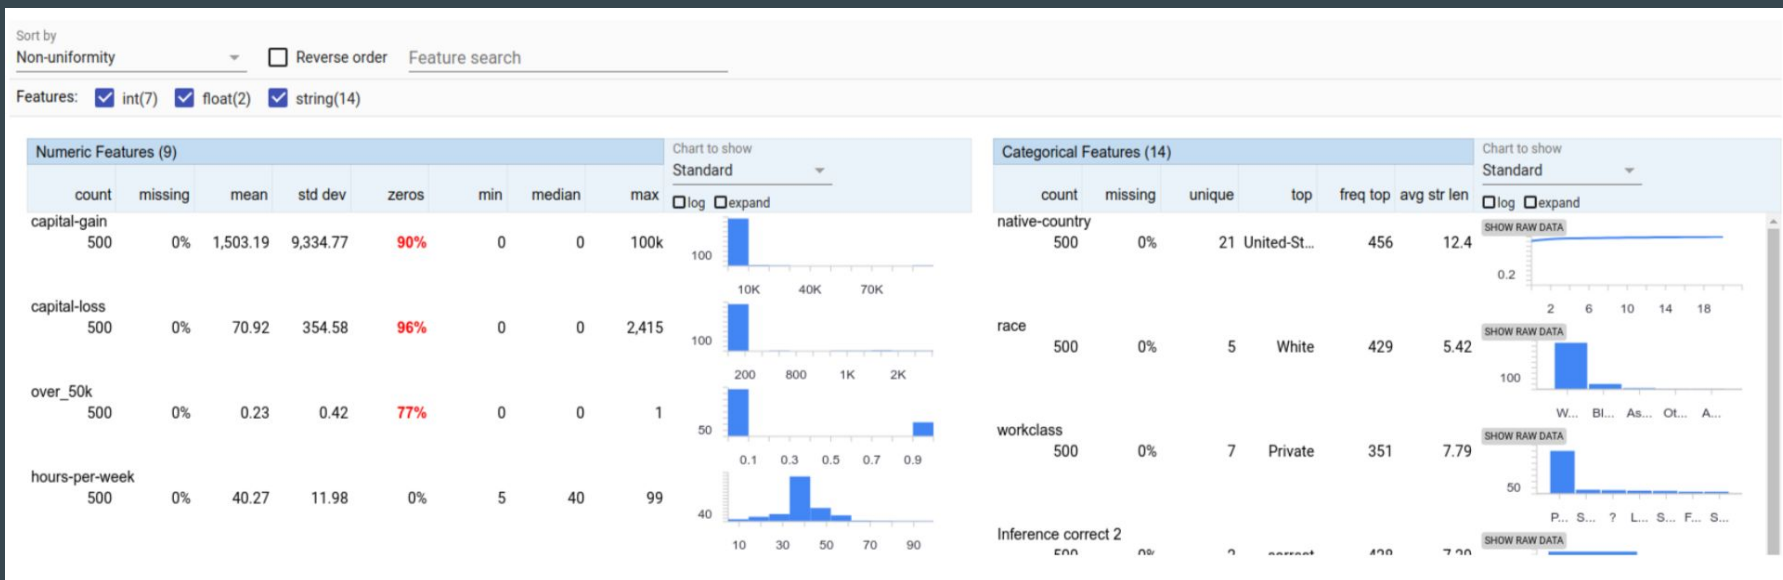 Sort by
Non-uniformity
Reverse order
Feature search
Features: int(7) float(2) string(14)
Numeric Features (9)
Chart to show
Standard
count missing mean std dev zeros min median max
log expand
capital-gain
500 0% 1,503.19 9,334.77 90% 0 0 100k
100
10K 40K 70K
capital-loss
500 0% 70.92 354.58 96% 0 0 2,415
100
200 800 1K 2K
over_50k
500 0% 0.23 0.42 77% 0 0 1
50
0.1 0.3 0.5 0.7 0.9
hours-per-week
500 0% 40.27 11.98 0% 5 40 99
40
10 30 50 70 90
Categorical Features (14)
Chart to show
Standard
count missing unique top freq top avg str len
log expand
native-country
SHOW RAW DATA
500 0% 21 United-St... 456 12.4
0.2
2 6 10 14 18
race
SHOW RAW DATA
500 0% 5 White 429 5.42
100
W... Bl... As... Ot... A...
workclass
SHOW RAW DATA
500 0% 7 Private 351 7.79
50
P... S... ? L... S... F... S...
Inference correct 2
SHOW RAW DATA